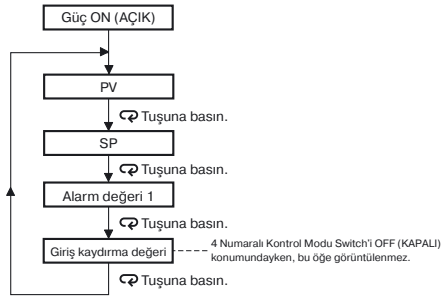 Güç ON (AÇIK)
PV
Tuşuna basın.
SP
Tuşuna basın.
Alarm değeri 1
Tuşuna basın.
Giriş kaydırma değeri
4 Numaralı Kontrol Modu Switch'i OFF (KAPALI)
konumundayken, bu öğe görüntülenmez.
Tuşuna basın.